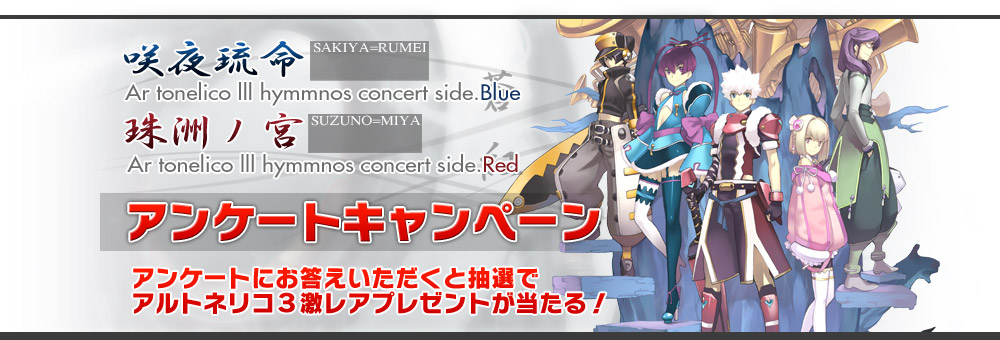 咲夜琉命
SAKIYA=RUMEI
Ar tonelico lll hymmnos concert side.Blue
珠洲ノ宮
SUZUNO=MIYA
Ar tonelico lll hymmnos concert side.Red
アンケートキャンペーン
アンケートにお答えいただくと抽選で
アルトネリコ3激レアプレゼントが当たる!